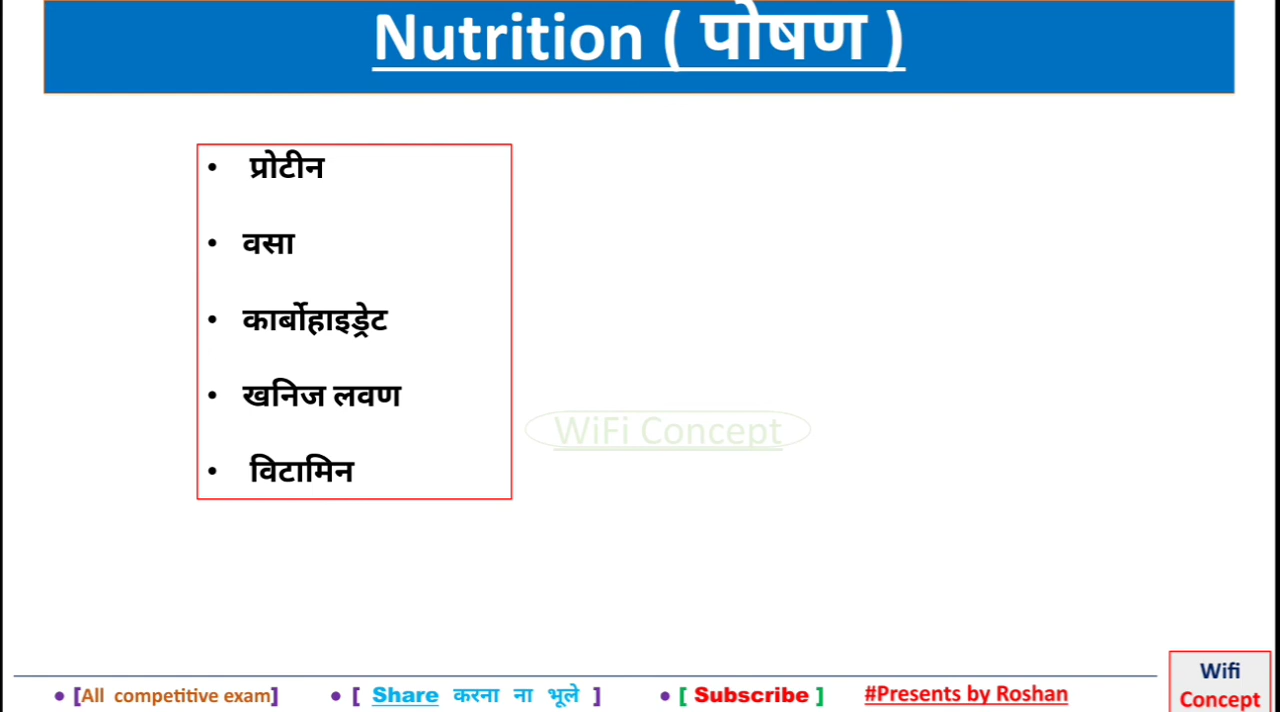 Nutrition ( पोषण )
• प्रोटीन
• वसा
• कार्बोहाइड्रेट
• खनिज लवण
• विटामिन
WiFi Concept
• [All competitive exam] • [ Share करना ना भूले ] • [ Subscribe ] #Presents by Roshan
Wifi
Concept